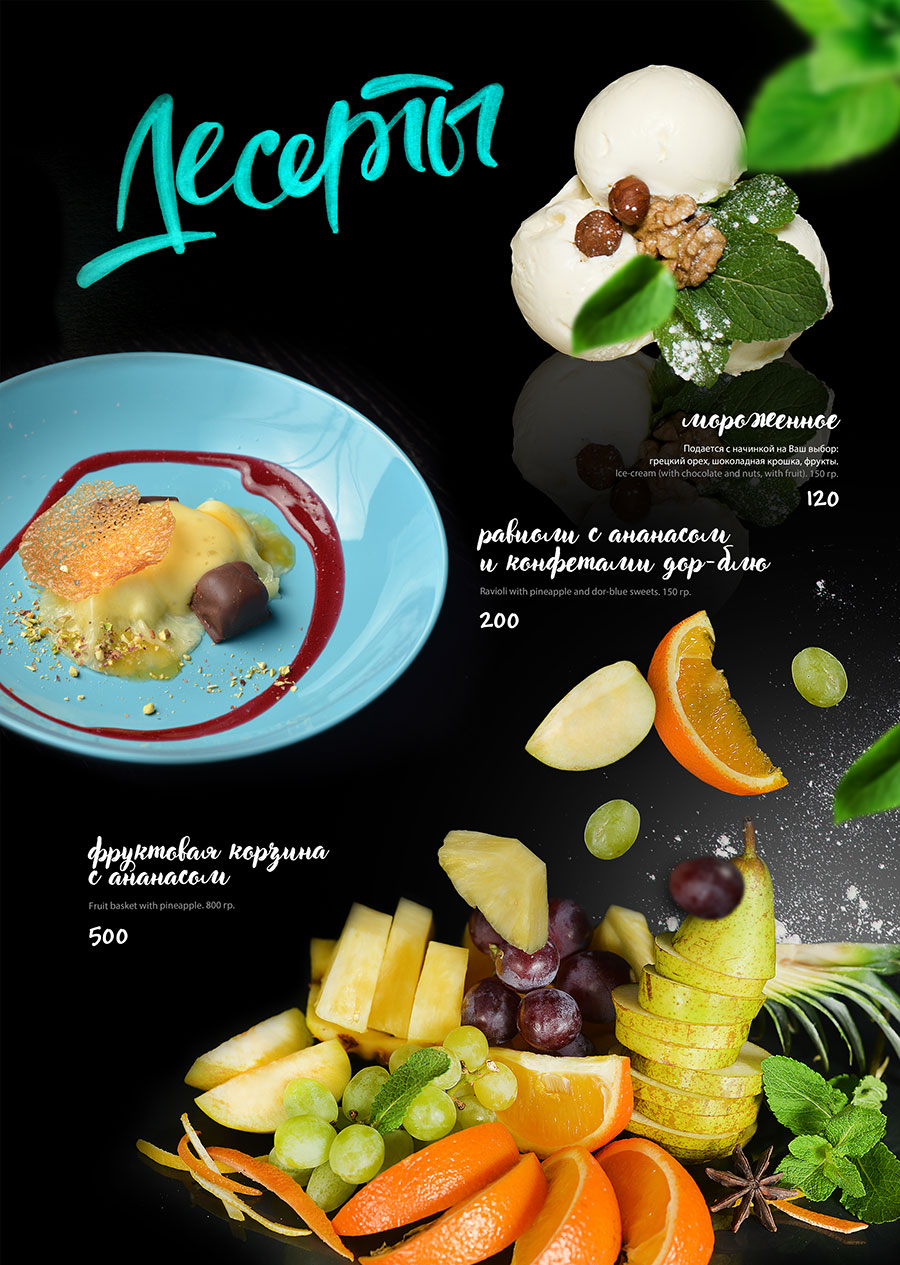 Десерты
мороженное
Подается с начинкой на Ваш выбор:
грецкий орех, шоколадная крошка, фрукты.
Ice-cream (with chocolate and nuts, with fruit). 150 гр.
120
равиоли с ананасом
и конфетами дор-блю
Ravioli with pineapple and dor-blue sweets. 150 гр.
200
фруктовая корзина
с ананасом
Fruit basket with pineapple. 800 гр.
500